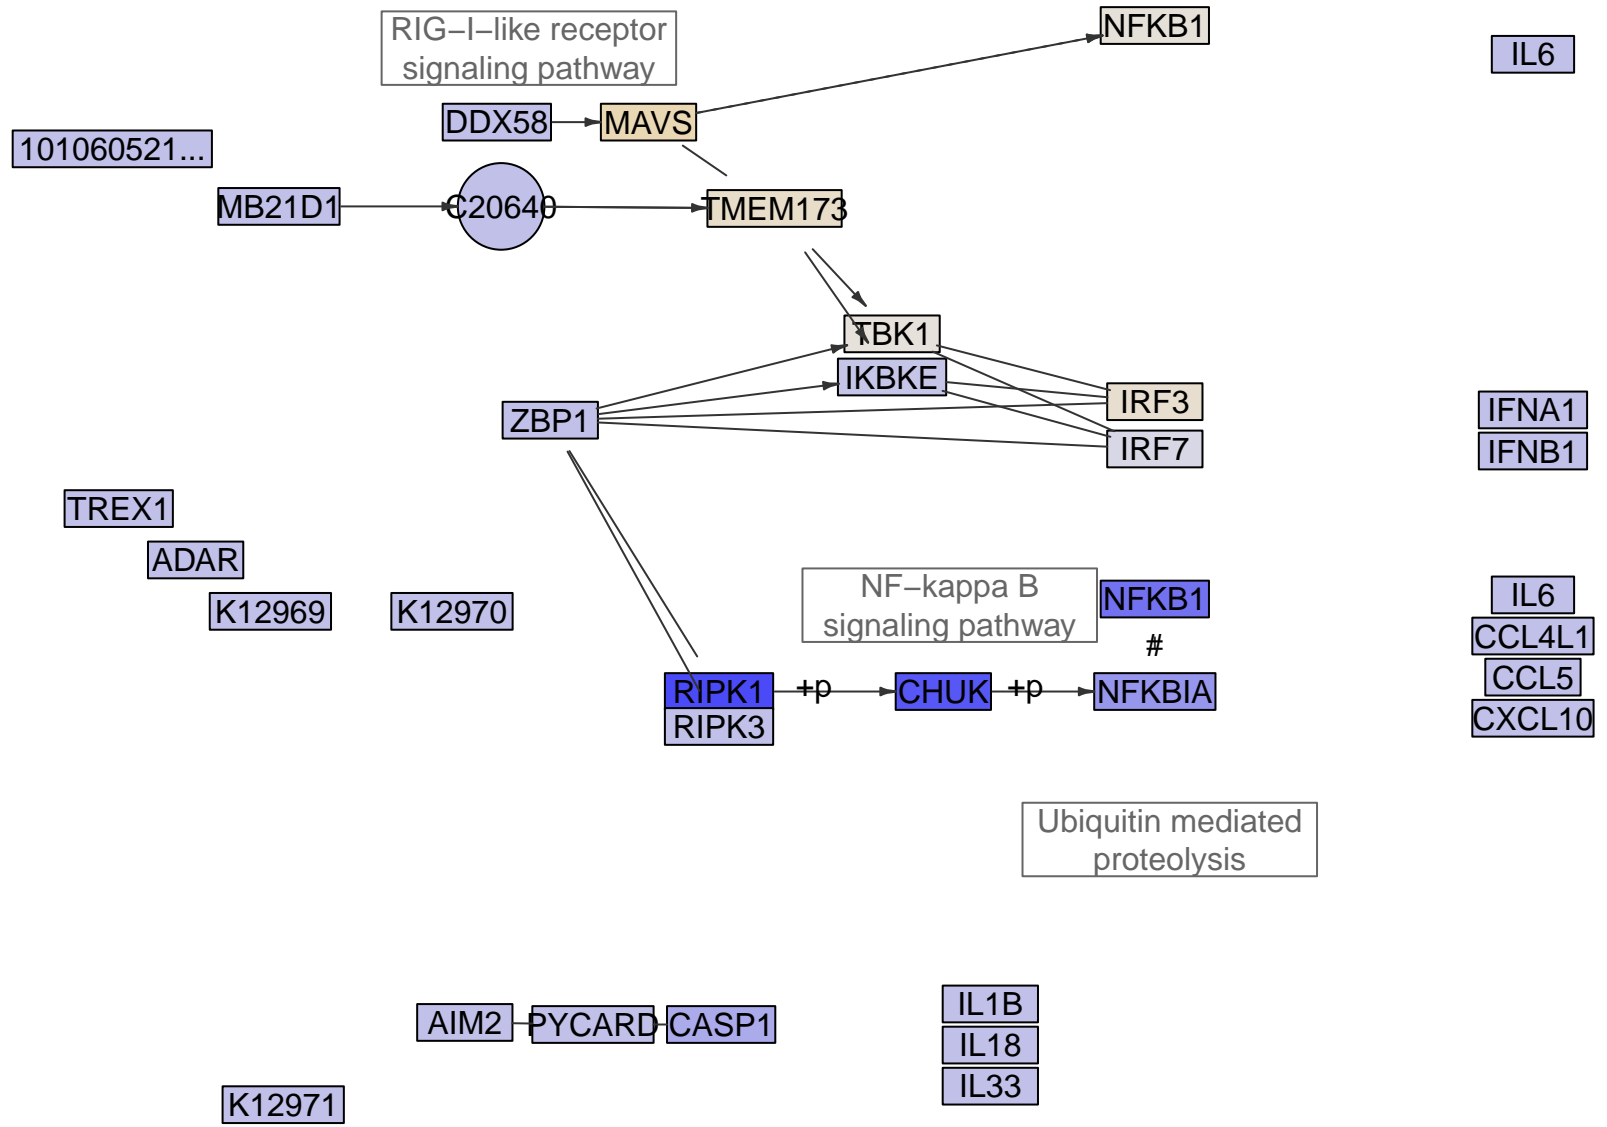 RIG−I−like receptor
signaling pathway
NFKB1
IL6
DDX58
MAVS
101060521...
MB21D1
C20640
TMEM173
TBK1
IKBKE
ZBP1
IRF3
IRF7
IFNA1
IFNB1
TREX1
ADAR
K12969
K12970
NF−kappa B
signaling pathway
NFKB1
#
IL6
CCL4L1
CCL5
CXCL10
RIPK1
+p
CHUK
+p
NFKBIA
RIPK3
Ubiquitin mediated
proteolysis
AIM2
PYCARD
CASP1
IL1B
IL18
IL33
K12971